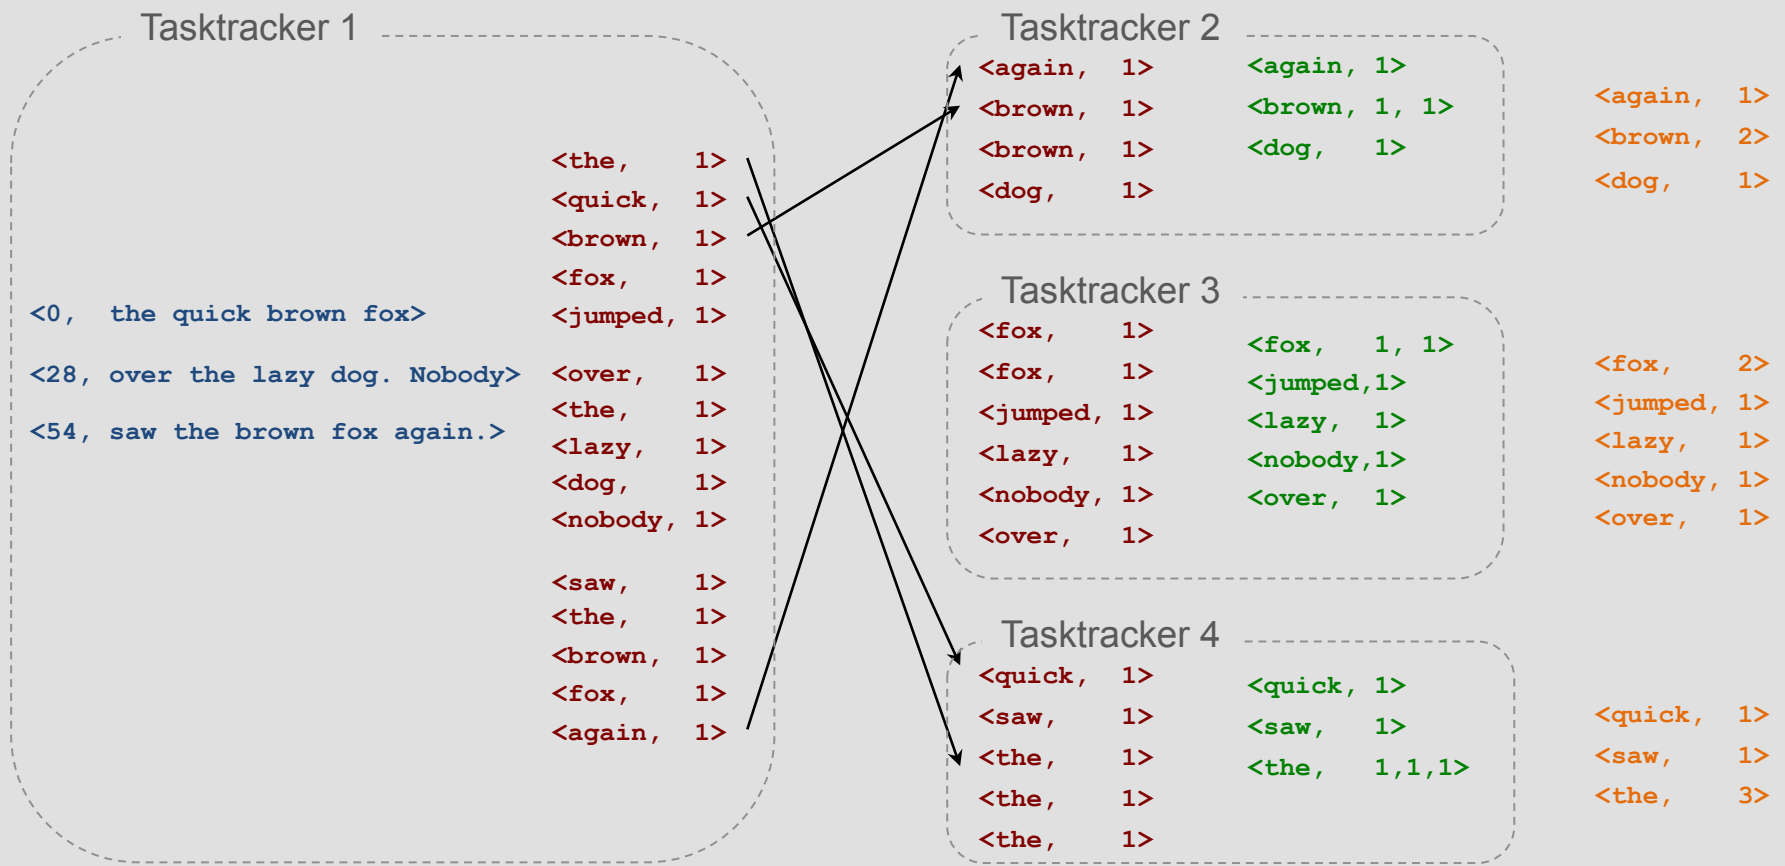 Tasktracker 1
<0,  the quick brown fox>
<28, over the lazy dog. Nobody>
<54, saw the brown fox again.>
<the,    1>
<quick,  1>
<brown,  1>
<fox,    1>
<jumped, 1>
<over,   1>
<the,    1>
<lazy,   1>
<dog,    1>
<nobody, 1>
<saw,    1>
<the,    1>
<brown,  1>
<fox,    1>
<again,  1>
Tasktracker 2
<again,  1>
<brown,  1>
<brown,  1>
<dog,    1>
<again, 1>
<brown, 1, 1>
<dog,   1>
<again,  1>
<brown,  2>
<dog,    1>
Tasktracker 3
<fox,    1>
<fox,    1>
<jumped, 1>
<lazy,   1>
<nobody, 1>
<over,   1>
<fox,   1, 1>
<jumped,1>
<lazy,  1>
<nobody,1>
<over,  1>
<fox,    2>
<jumped, 1>
<lazy,   1>
<nobody, 1>
<over,   1>
Tasktracker 4
<quick,  1>
<saw,    1>
<the,    1>
<the,    1>
<the,    1>
<quick, 1>
<saw,   1>
<the,   1,1,1>
<quick,  1>
<saw,    1>
<the,    3>